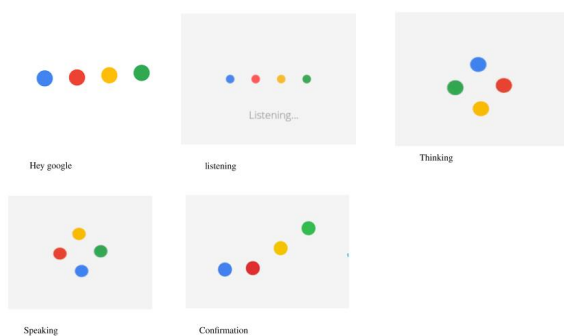 Listening...
Hey google
listening
Thinking
Speaking
Confirmation